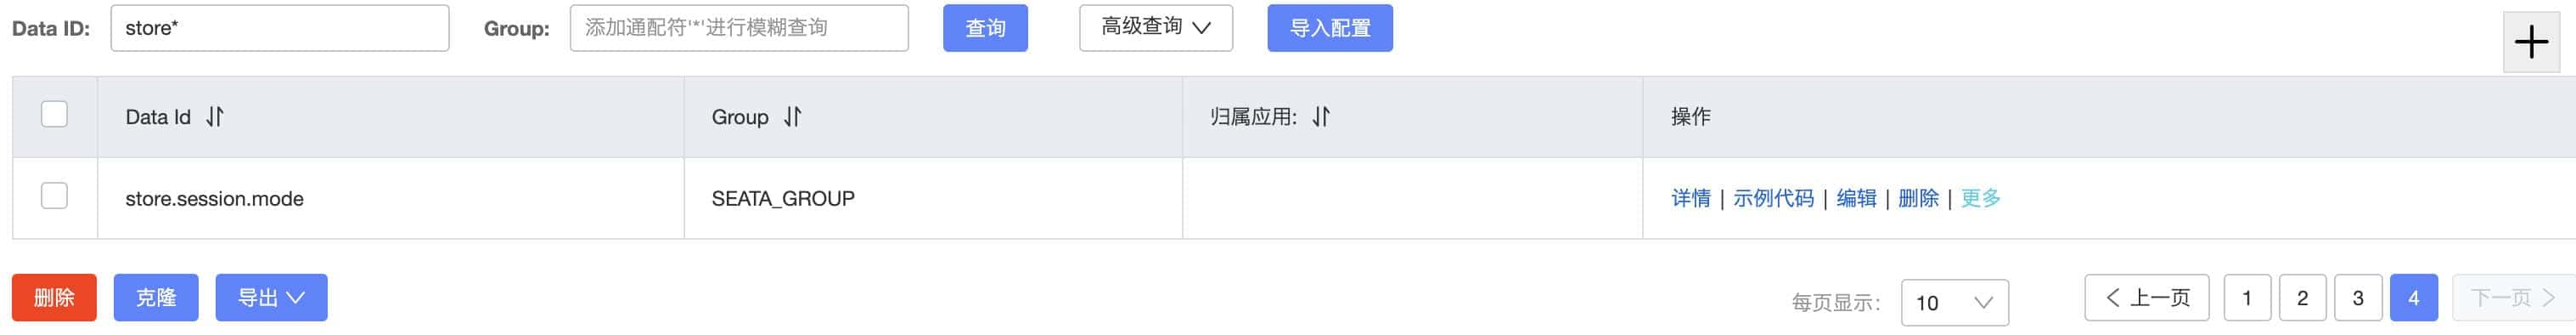 Data ID: store* Group: 添加通配符'*'进行模糊查询 查询 高级查询 导入配置
Data Id Group 归属应用: 操作
store.session.mode SEATA_GROUP 详情 | 示例代码 | 编辑 | 删除 | 更多
删除 克隆 导出 每页显示: 10 上一页 1 2 3 4 下一页